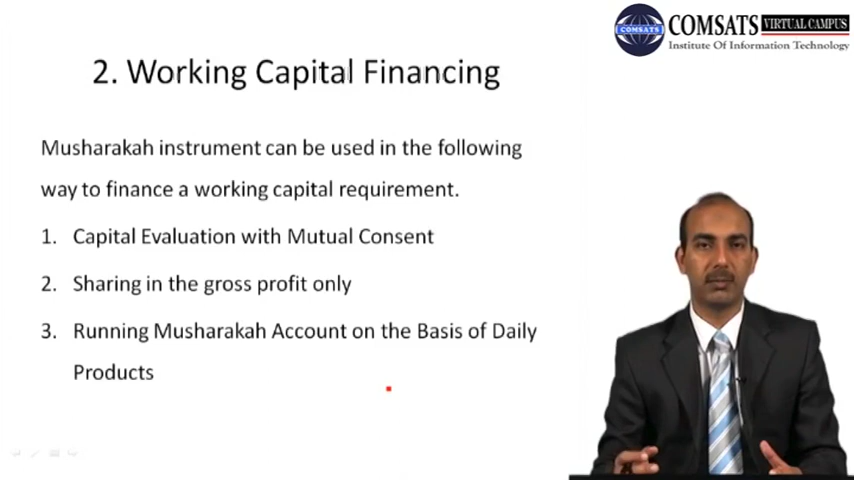 COMSATS VIRTUAL CAMPUS
COMSATS
Institute Of Information Technology
2. Working Capital Financing
Musharakah instrument can be used in the following
way to finance a working capital requirement.
1. Capital Evaluation with Mutual Consent
2. Sharing in the gross profit only
3. Running Musharakah Account on the Basis of Daily
Products